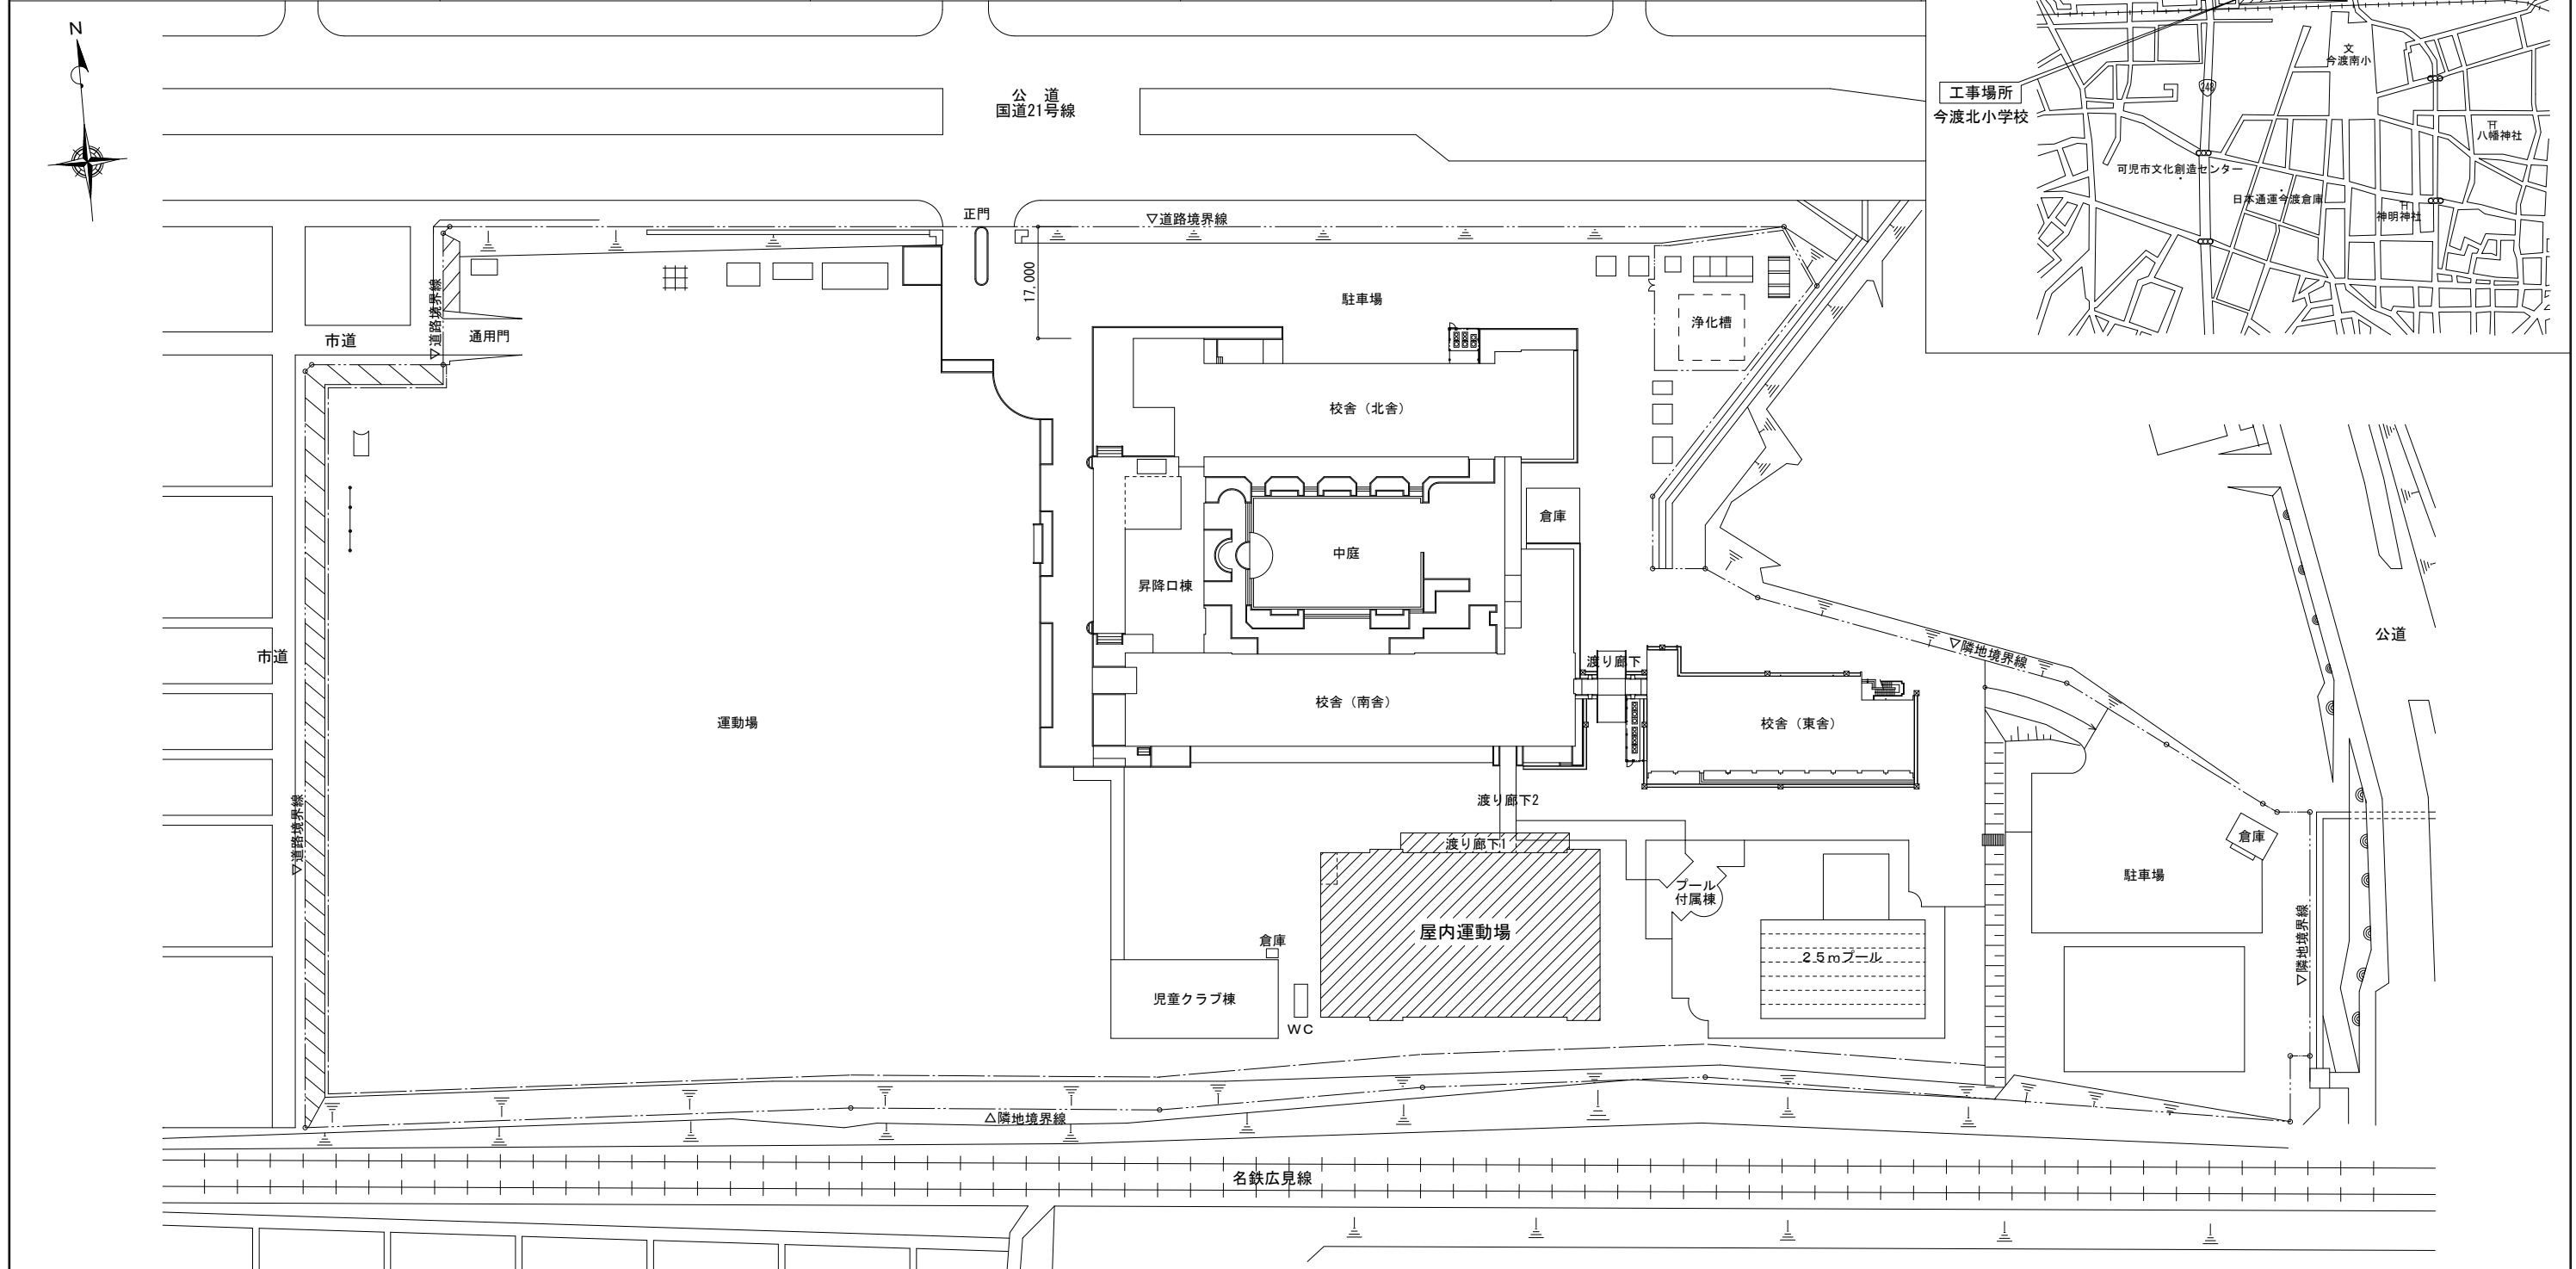 N
公　道
国道21号線
工事場所
今渡北小学校
文
今渡南小
248
八幡神社
可児市文化創造センター
日本通運今渡倉庫
神明神社
正門
▽道路境界線
17,000
駐車場
浄化槽
▽道路境界線
市道
通用門
校舎（北舎）
倉庫
中庭
昇降口棟
公道
▽隣地境界線
市道
渡り廊下
校舎（南舎）
校舎（東舎）
運動場
渡り廊下2
▽道路境界線
渡り廊下1
倉庫
駐車場
プール
付属棟
屋内運動場
倉庫
25mプール
▽隣地境界線
児童クラブ棟
WC
△隣地境界線
名鉄広見線